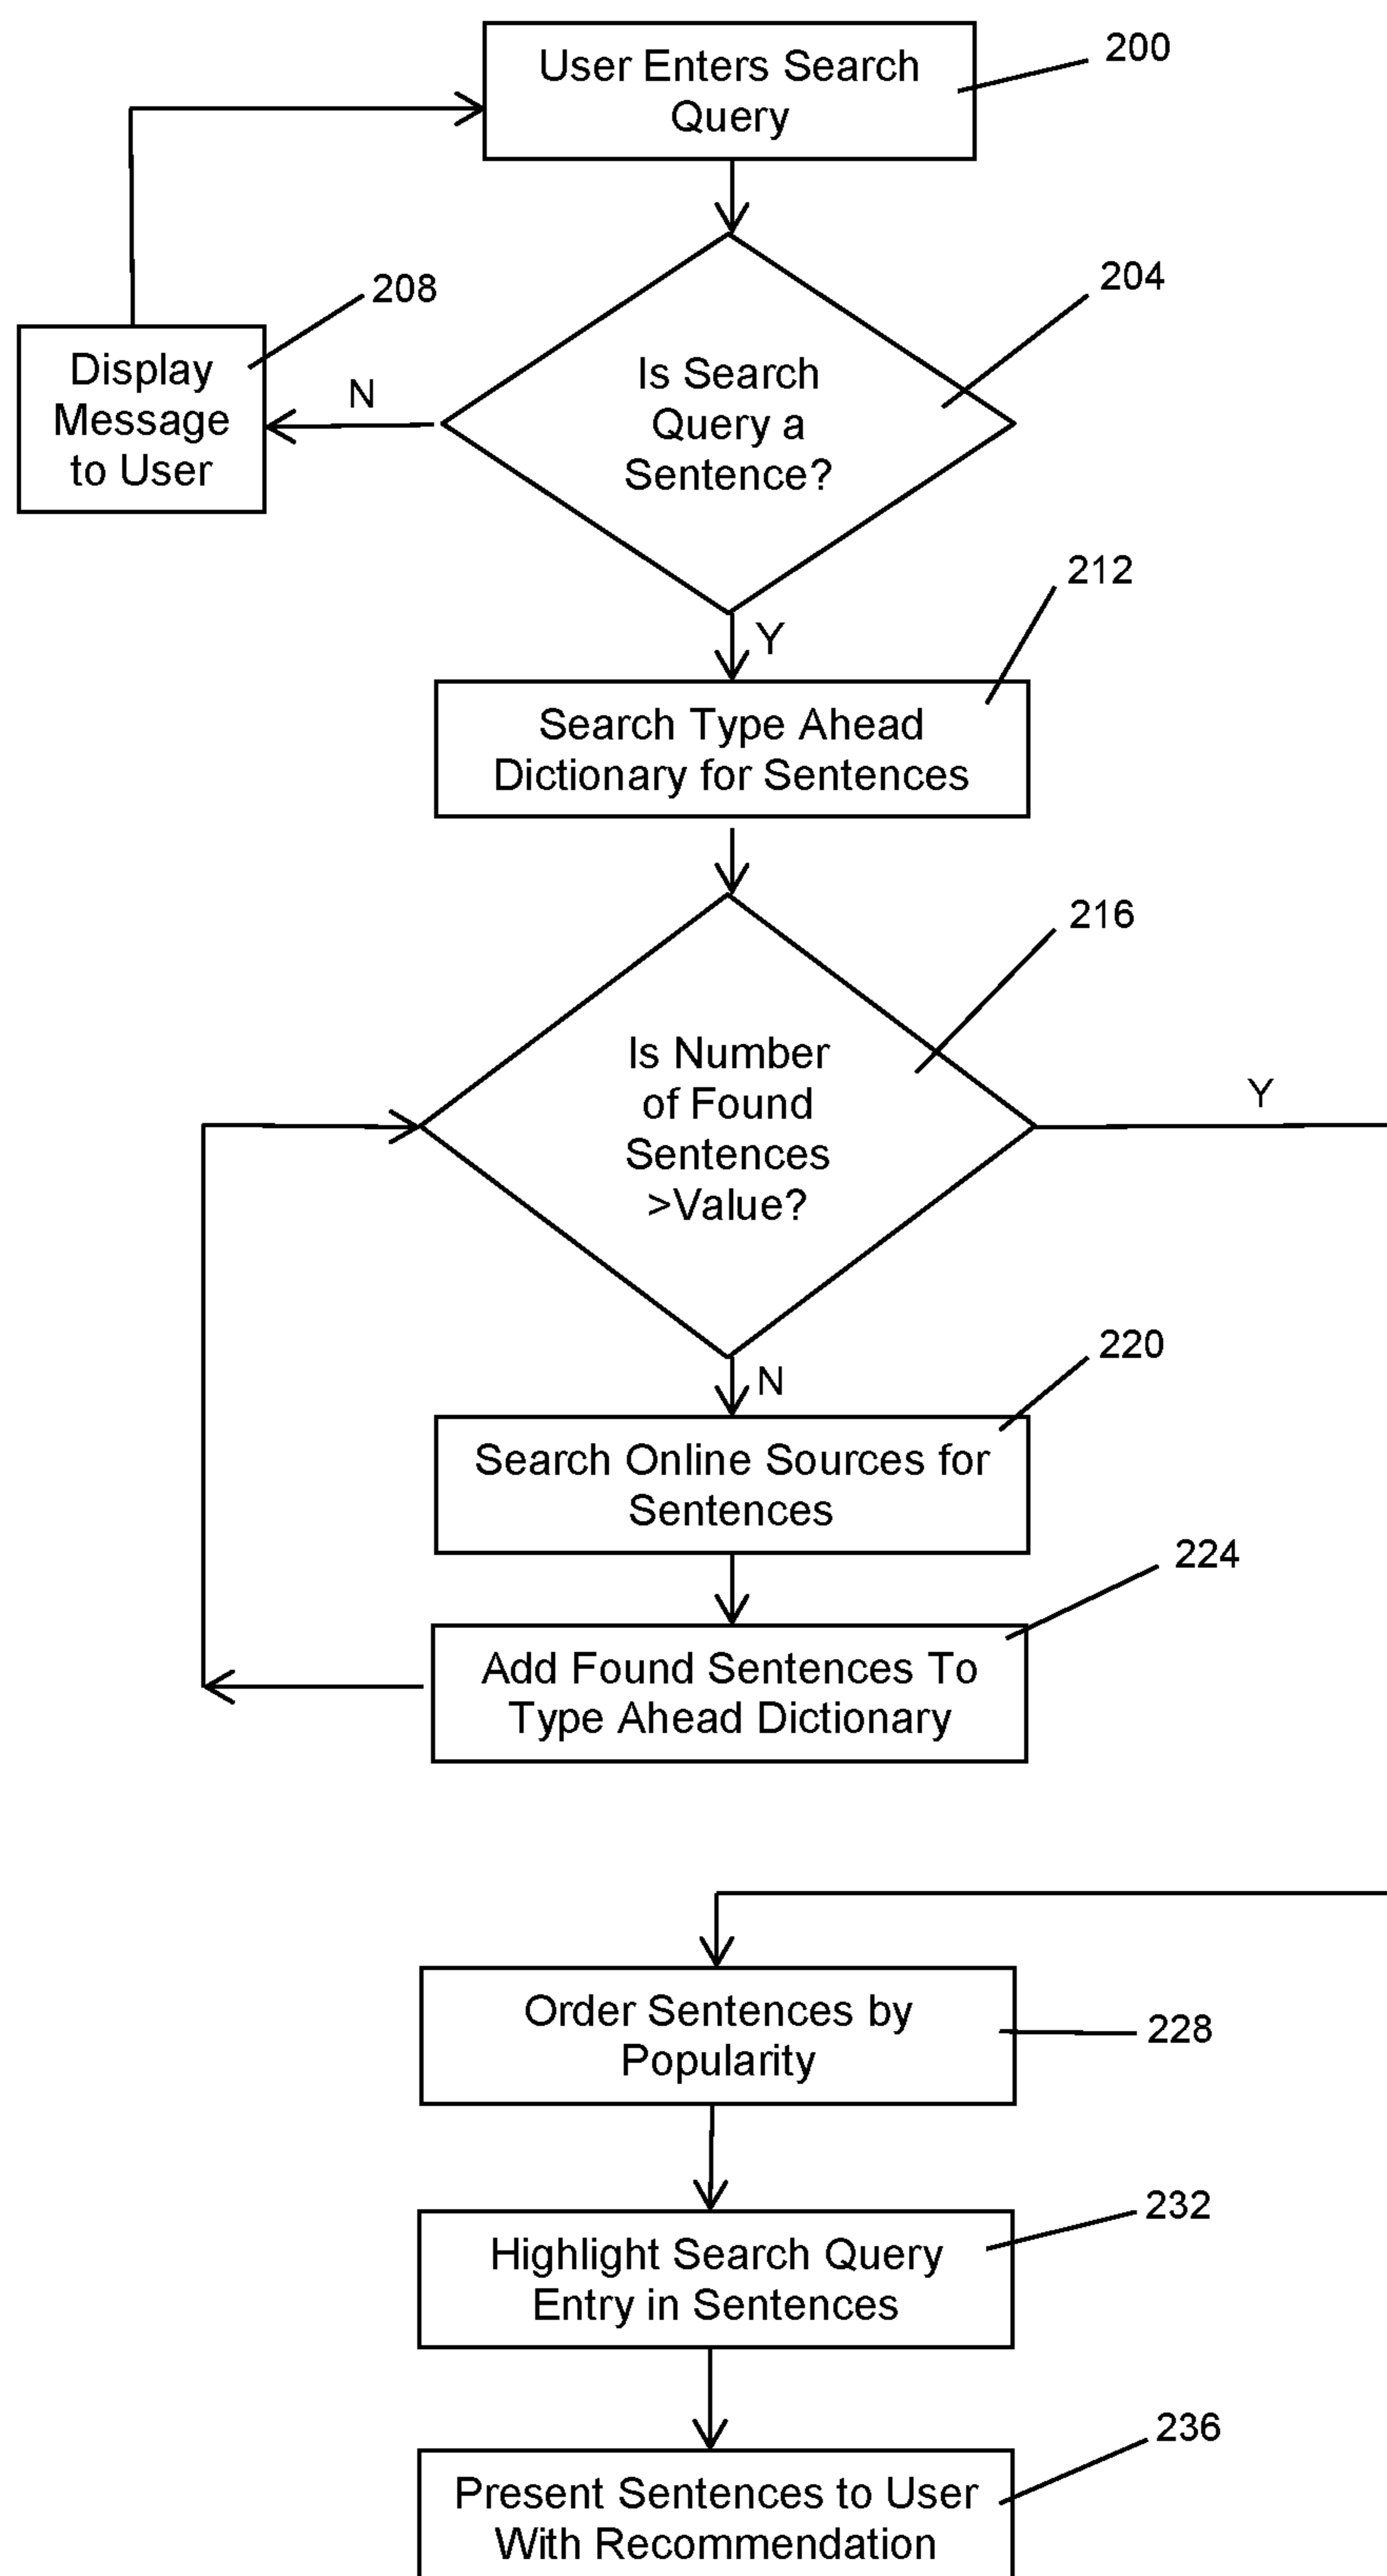 User Enters Search
Query
200
204
208
Display
Message
to User
N
Is Search
Query a
Sentence?
212
Y
Search Type Ahead
Dictionary for Sentences
216
Is Number
of Found
Sentences
>Value?
Y
220
N
Search Online Sources for
Sentences
224
Add Found Sentences To
Type Ahead Dictionary
Order Sentences by
Popularity
228
232
Highlight Search Query
Entry in Sentences
236
Present Sentences to User
With Recommendation